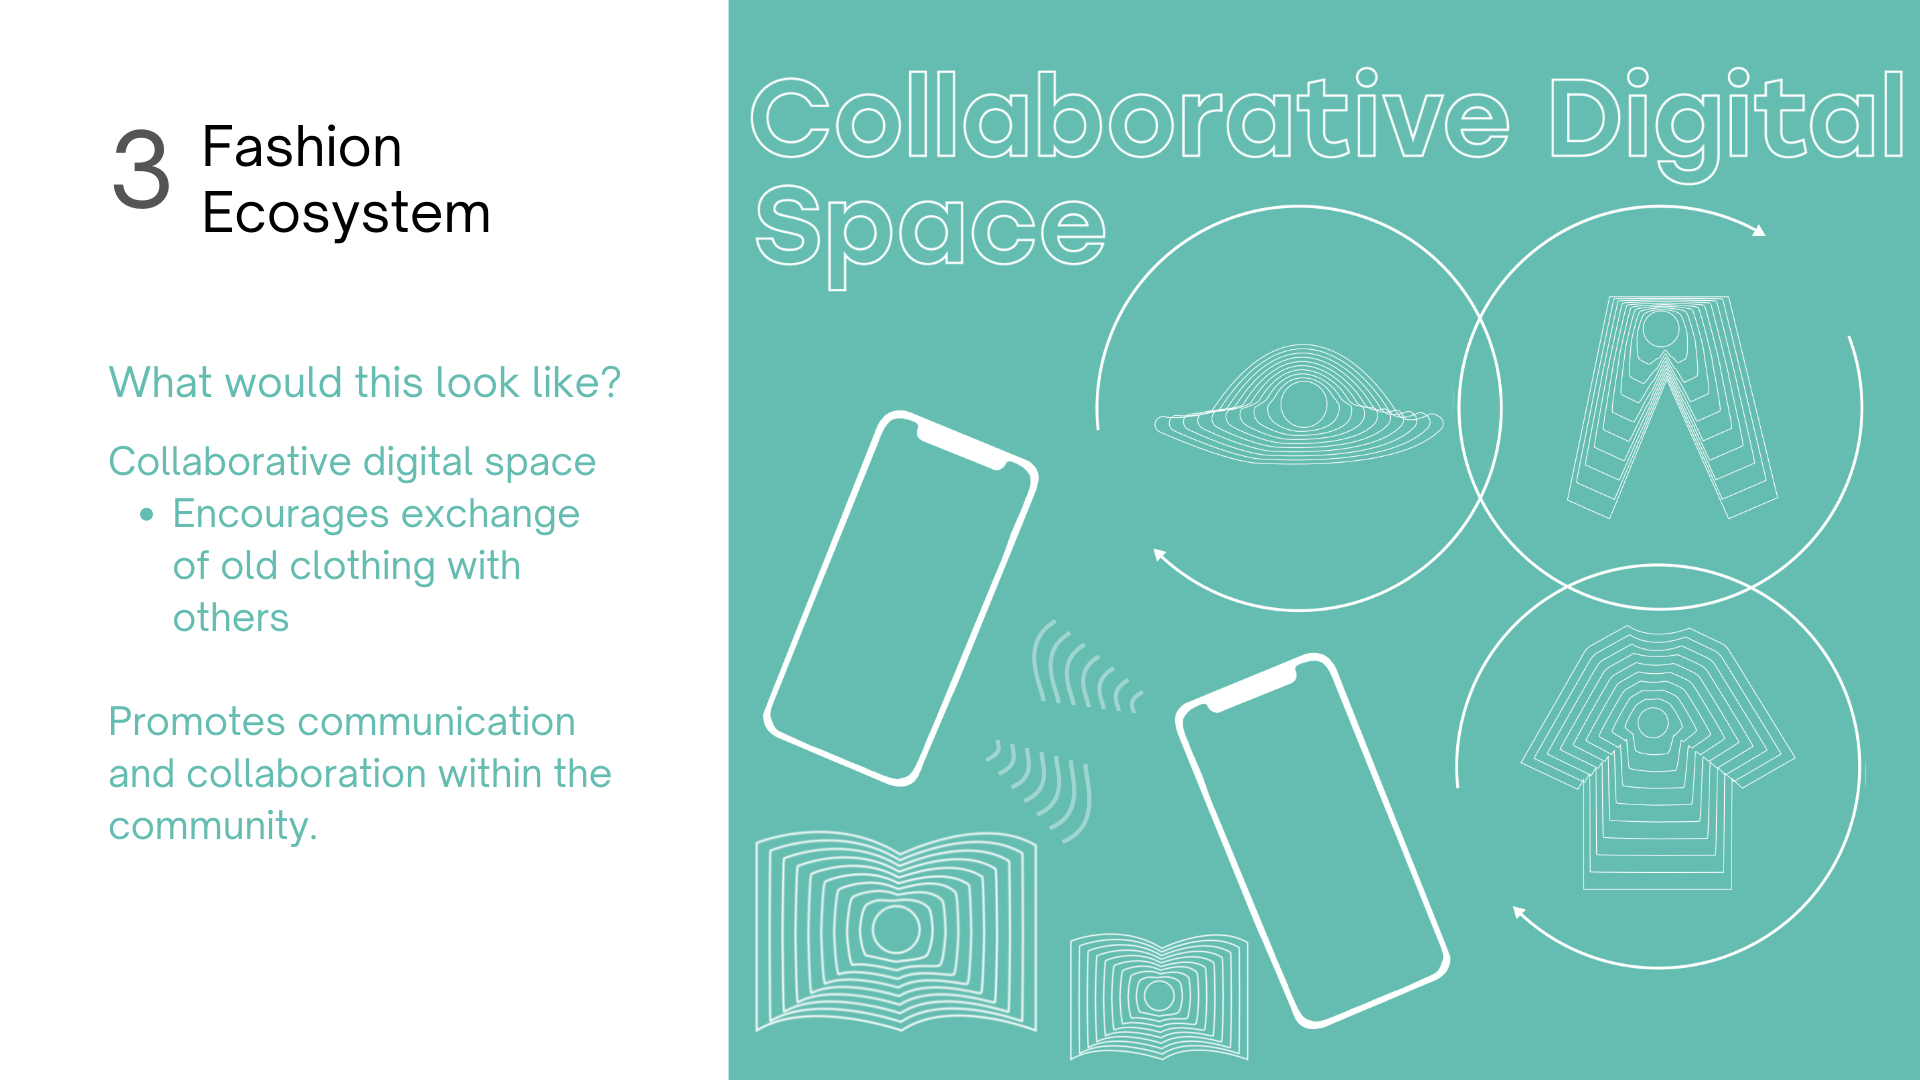 3
Fashion
Ecosystem
What would this look like?
Collaborative digital space
• Encourages exchange
of old clothing with
others
Promotes communication
and collaboration within the
community.
Collaborative Digital
Space